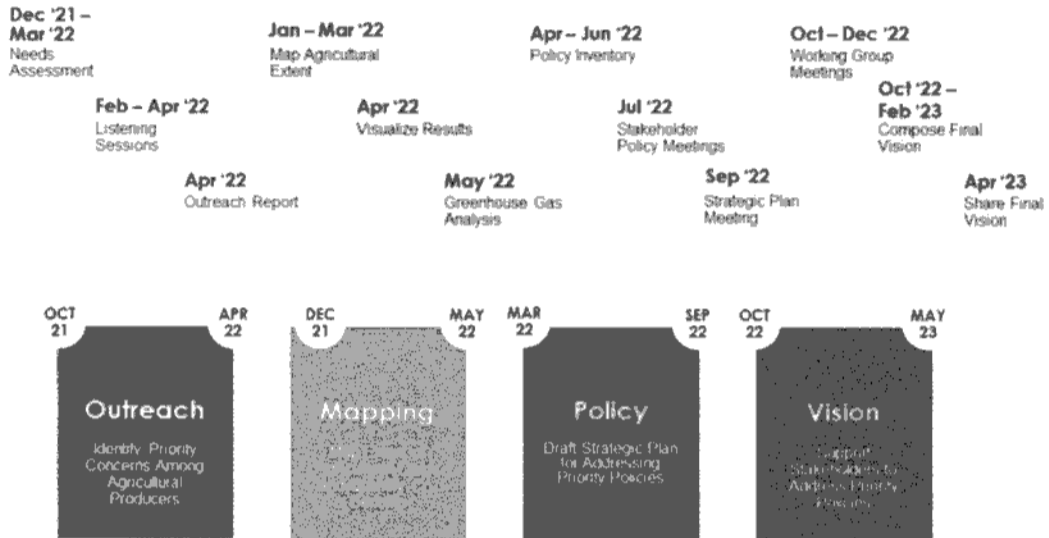 Dec '21 –
Mar '22
Needs
Assessment
Jan – Mar '22
Map Agricultural
Extent
Apr – Jun '22
Policy Inventory
Oct – Dec '22
Working Group
Meetings
Feb – Apr '22
Listening
Sessions
Apr '22
Visualize Results
Jul '22
Stakeholder
Policy Meetings
Oct '22 –
Feb '23
Compose Final
Vision
Apr '22
Outreach Report
May '22
Greenhouse Gas
Analysis
Sep '22
Strategic Plan
Meeting
Apr '23
Share Final
Vision
OCT
21
APR
22
Outreach
Identify Priority
Concerns Among
Agricultural
Producers
DEC
21
MAY
22
Mapping
MAR
22
SEP
22
Policy
Draft Strategic Plan
for Addressing
Priority Policies
OCT
22
MAY
23
Vision
Support
Stakeholders to
Address Priority